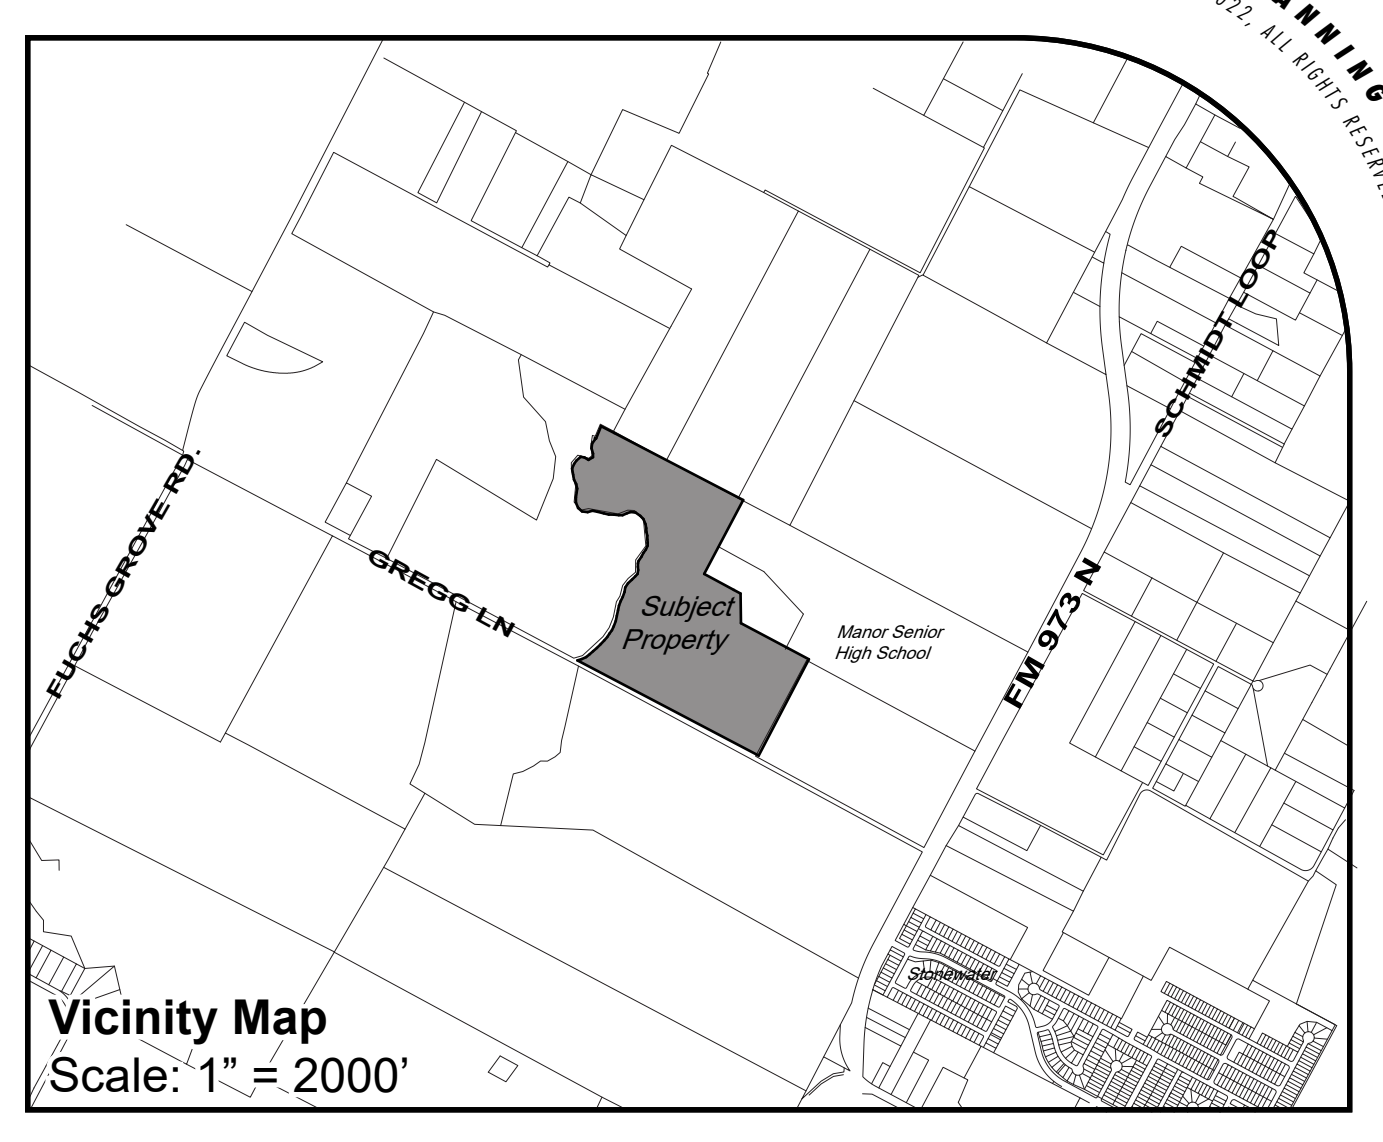 ANNING
022, ALL RIGHTS RESERVE
SCHMIDT LOOP
FUCHS GROVE RD.
GREGG LN
FM 973 N
Subject
Property
Manor Senior
High School
Stonewater
Vicinity Map
Scale: 1” = 2000’